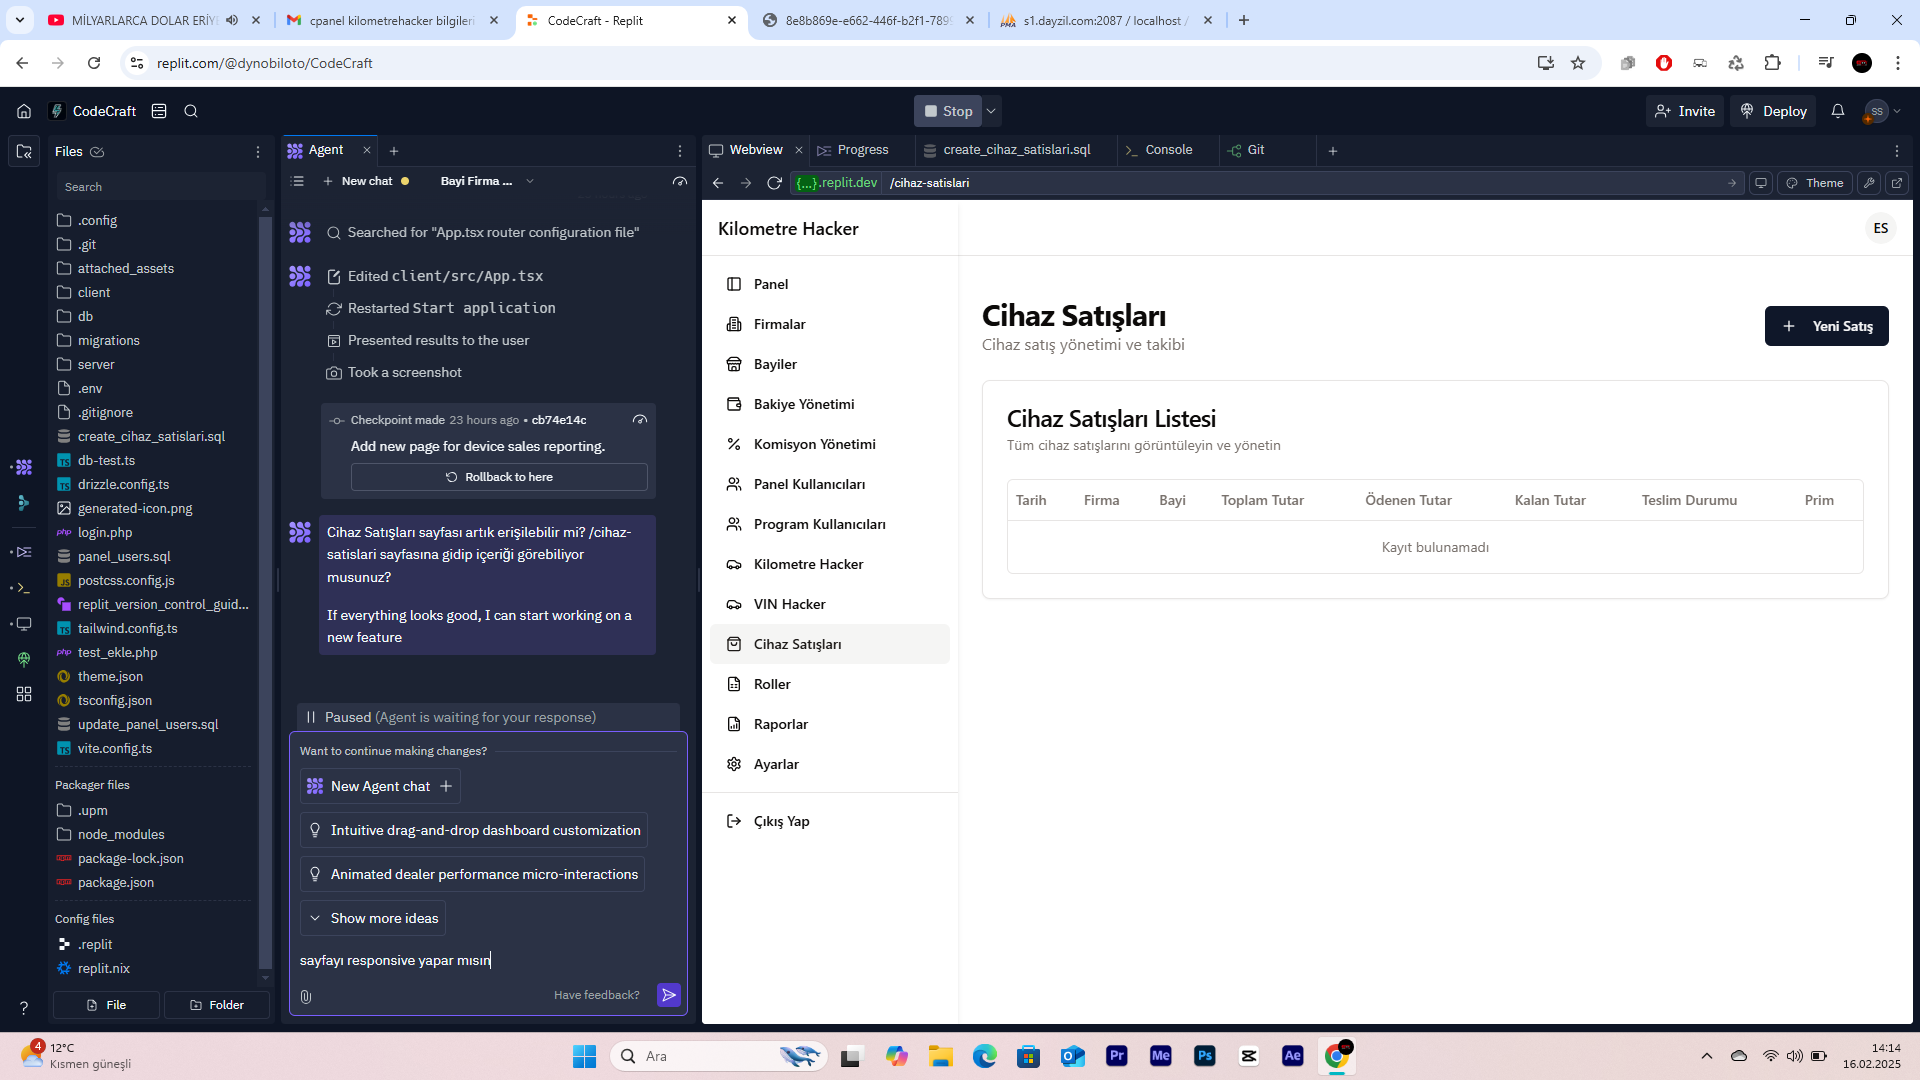 MİLYARLARCA DOLAR ERİYE
cpanel kilometrehacker bilgileri
CodeCraft - Replit
8e8b869e-e662-446f-b2f1-7899
s1.dayzil.com:2087 / localhost /
replit.com/@dynobiloto/CodeCraft
CodeCraft
Stop
Invite
Deploy
SS
Files
Search
.config
.git
attached_assets
client
db
migrations
server
.env
.gitignore
create_cihaz_satislari.sql
db-test.ts
drizzle.config.ts
generated-icon.png
login.php
panel_users.sql
postcss.config.js
replit_version_control_guid...
tailwind.config.ts
test_ekle.php
theme.json
tsconfig.json
update_panel_users.sql
vite.config.ts
Packager files
.upm
node_modules
package-lock.json
package.json
Config files
.replit
replit.nix
File
Folder
Agent
New chat
Bayi Firma ...
Searched for "App.tsx router configuration file"
Edited client/src/App.tsx
Restarted Start application
Presented results to the user
Took a screenshot
Checkpoint made 23 hours ago • cb74e14c
Add new page for device sales reporting.
Rollback to here
Cihaz Satışları sayfası artık erişilebilir mi? /cihaz-
satislari sayfasına gidip içeriği görebiliyor
musunuz?
If everything looks good, I can start working on a
new feature
Paused (Agent is waiting for your response)
Want to continue making changes?
New Agent chat
Intuitive drag-and-drop dashboard customization
Animated dealer performance micro-interactions
Show more ideas
sayfayı responsive yapar mısın
Have feedback?
Webview
Progress
create_cihaz_satislari.sql
Console
Git
{...}.replit.dev
/cihaz-satislari
Theme
Kilometre Hacker
ES
Panel
Firmalar
Bayiler
Bakiye Yönetimi
Komisyon Yönetimi
Panel Kullanıcıları
Program Kullanıcıları
Kilometre Hacker
VIN Hacker
Cihaz Satışları
Roller
Raporlar
Ayarlar
Çıkış Yap
Cihaz Satışları
Cihaz satış yönetimi ve takibi
Yeni Satış
Cihaz Satışları Listesi
Tüm cihaz satışlarını görüntüleyin ve yönetin
Tarih Firma Bayi Toplam Tutar Ödenen Tutar Kalan Tutar Teslim Durumu Prim
Kayıt bulunamadı
4
12°C
Kısmen güneşli
Ara
Pr
Me
Ps
Ae
14:14
16.02.2025